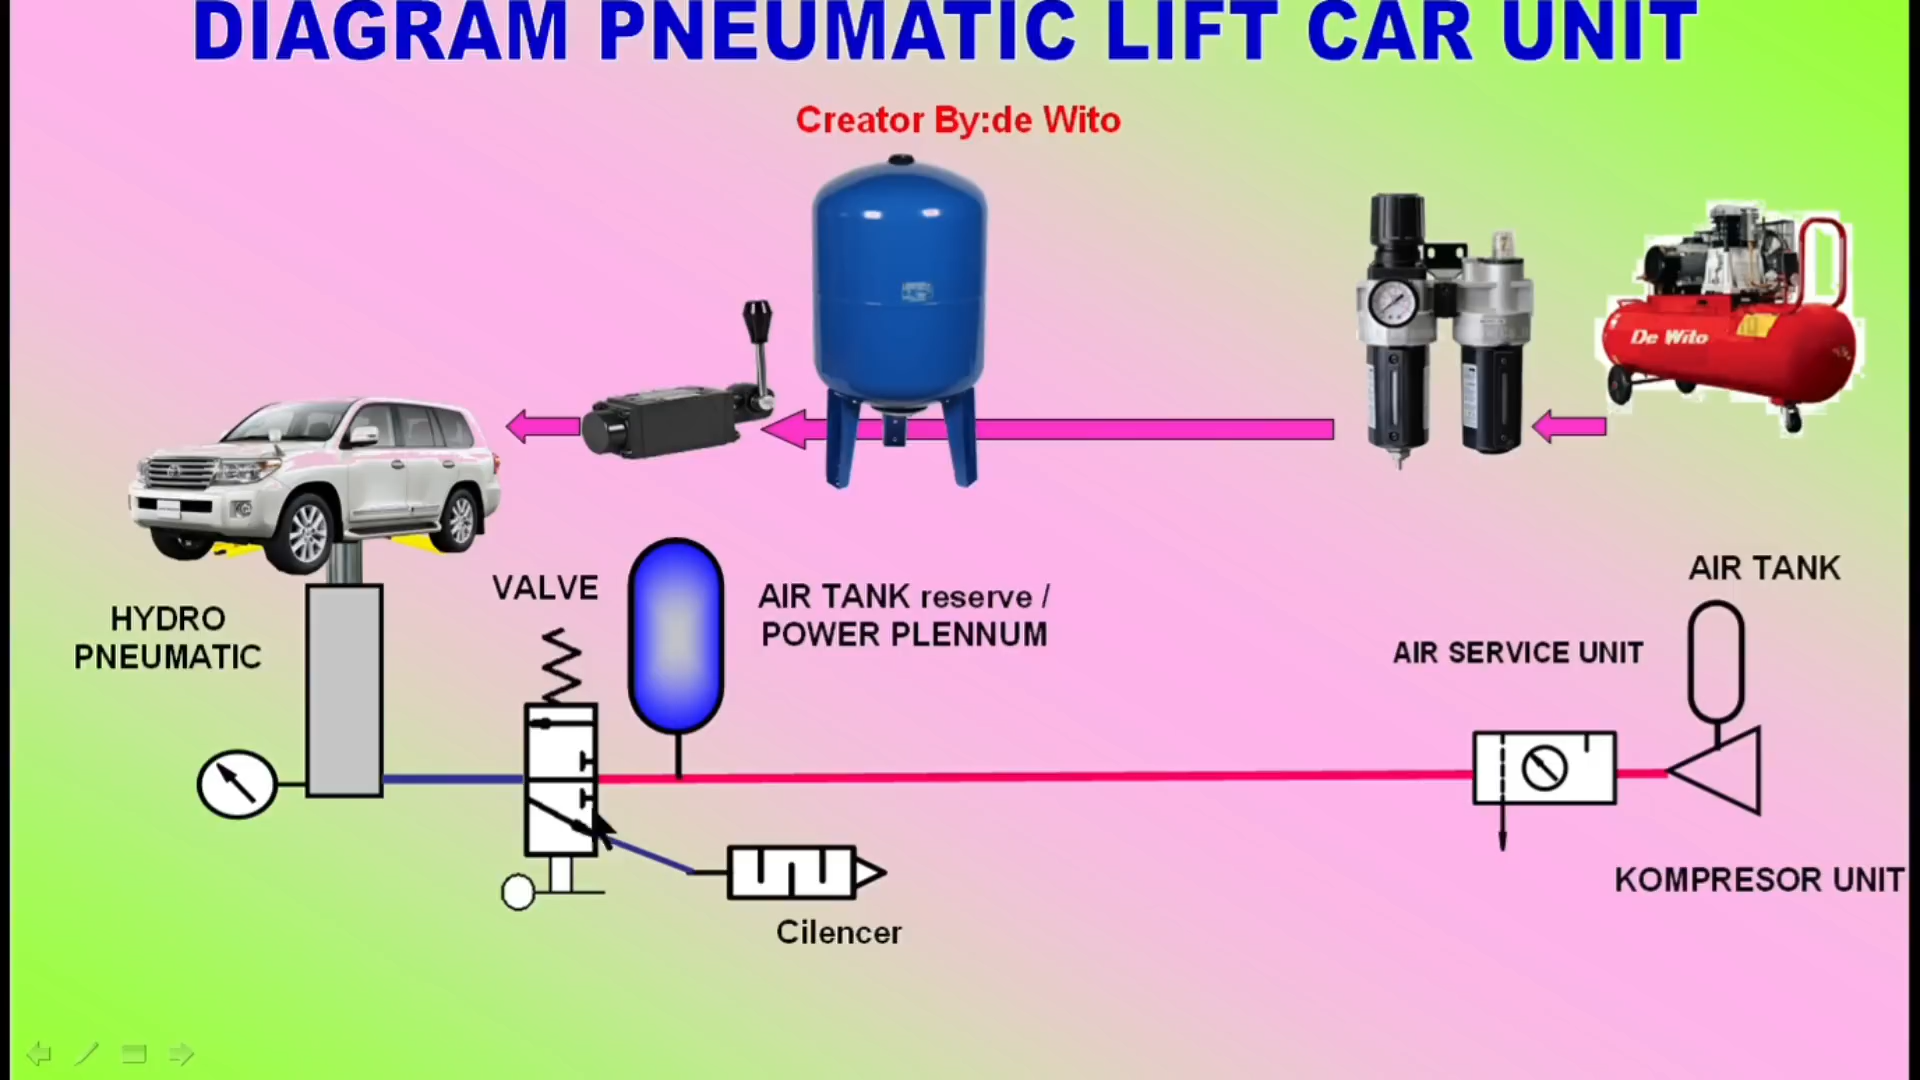 DIAGRAM PNEUMATIC LIFT CAR UNIT
Creator By:de Wito
De Wito
HYDRO
PNEUMATIC
VALVE
AIR TANK reserve /
POWER PLENNUM
AIR TANK
AIR SERVICE UNIT
KOMPRESOR UNIT
Cilencer